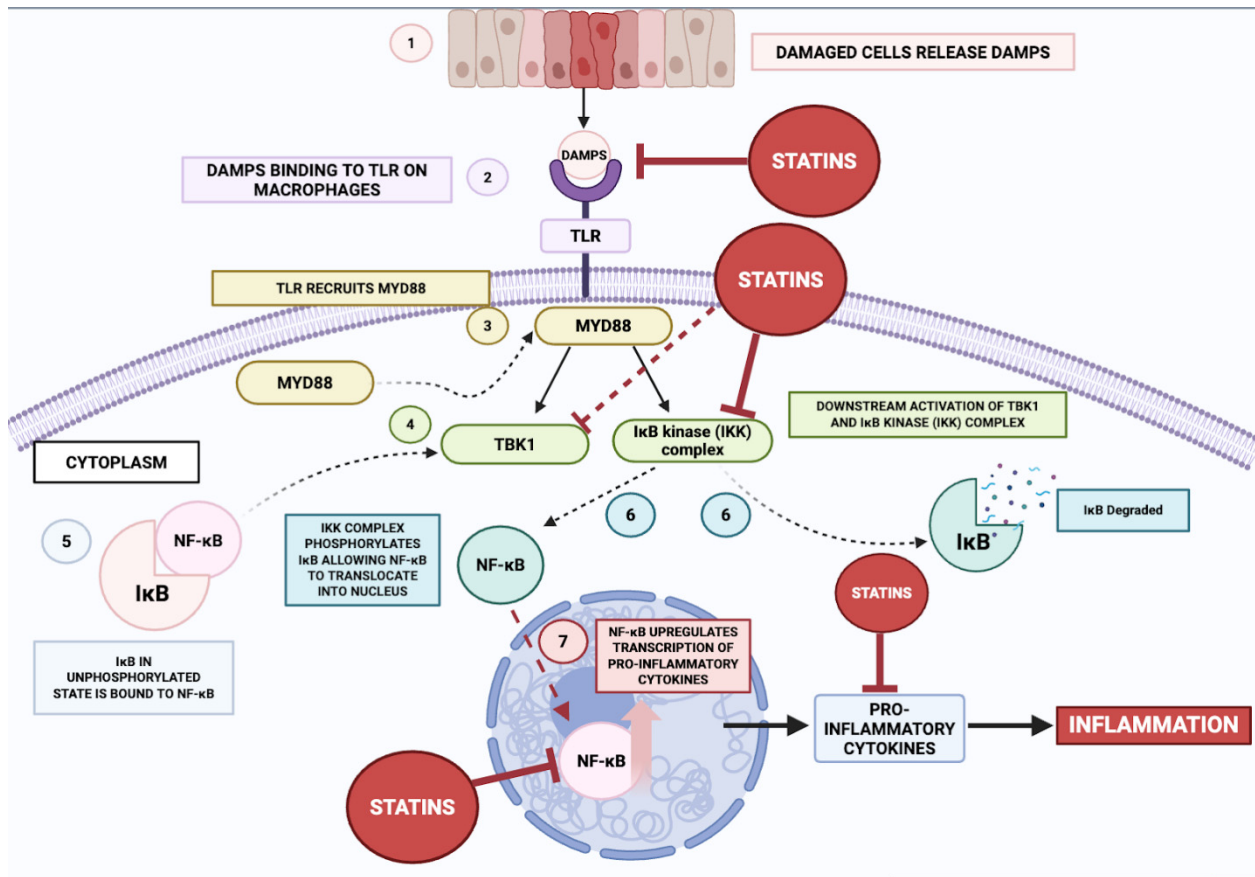 1
DAMAGED CELLS RELEASE DAMPS
DAMPS
STATINS
DAMPS BINDING TO TLR ON
MACROPHAGES
2
TLR
STATINS
TLR RECRUITS MYD88
3
MYD88
MYD88
4
TBK1
IκB kinase (IKK)
complex
DOWNSTREAM ACTIVATION OF TBK1
AND IκB KINASE (IKK) COMPLEX
CYTOPLASM
5
NF-κB
IκB
IκB IN
UNPHOSPHORYLATED
STATE IS BOUND TO NF-κB
IKK COMPLEX
PHOSPHORYLATES
IκB ALLOWING NF-κB
TO TRANSLOCATE
INTO NUCLEUS
6
6
NF-κB
IκB
IκB Degraded
STATINS
7
NF-κB UPREGULATES
TRANSCRIPTION OF
PRO-INFLAMMATORY
CYTOKINES
NF-κB
STATINS
PRO-
INFLAMMATORY
CYTOKINES
INFLAMMATION